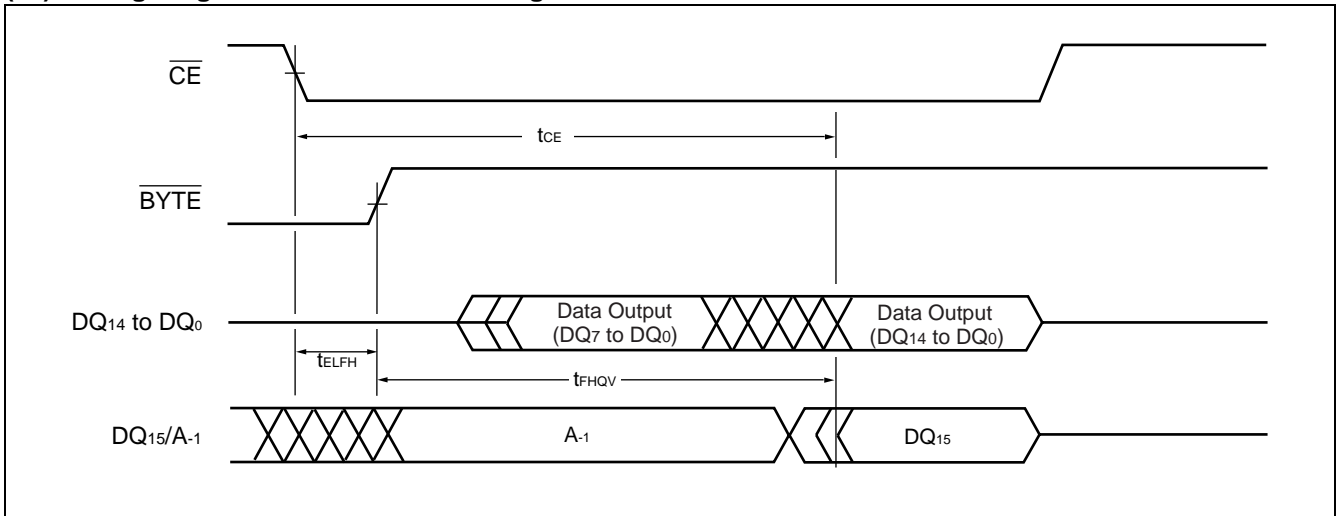 CE
tCE
BYTE
DQ14 to DQ0
Data Output
(DQ7 to DQ0)
Data Output
(DQ14 to DQ0)
tELFH
tFHQV
DQ15/A-1
A-1
DQ15